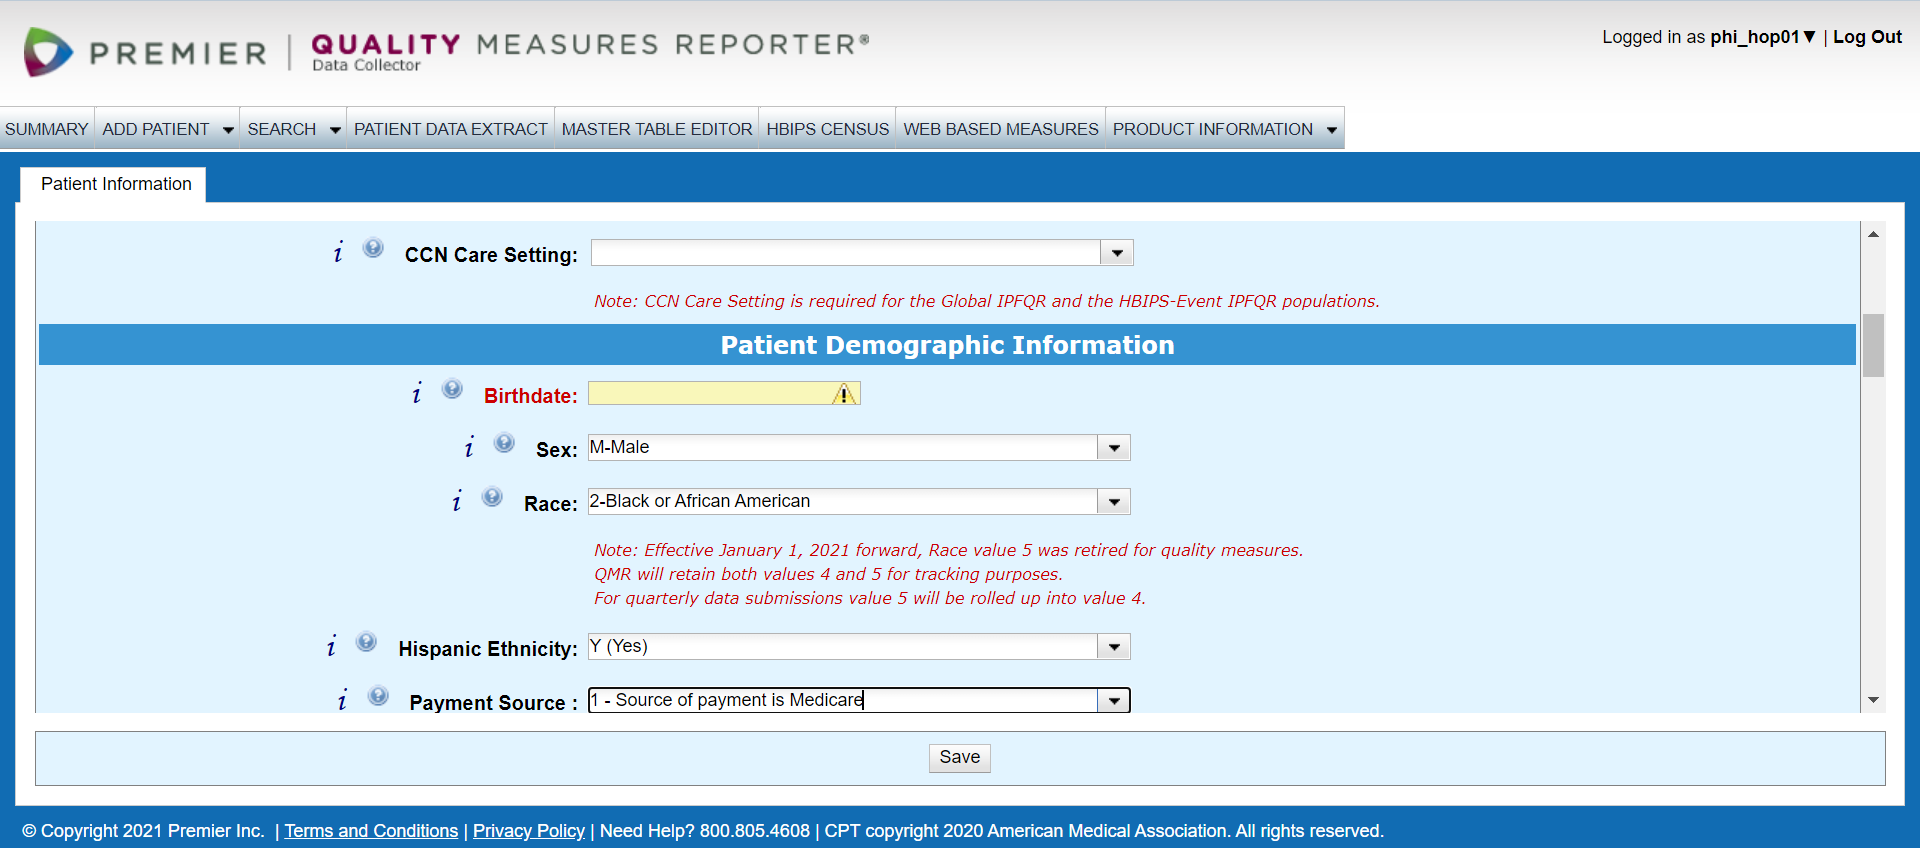 PREMIER | QUALITY MEASURES REPORTER®
Data Collector
Logged in as phi_hop01▼ | Log Out
SUMMARY ADD PATIENT SEARCH PATIENT DATA EXTRACT MASTER TABLE EDITOR HBIPS CENSUS WEB BASED MEASURES PRODUCT INFORMATION
Patient Information
i ? CCN Care Setting:
Note: CCN Care Setting is required for the Global IPFQR and the HBIPS-Event IPFQR populations.
Patient Demographic Information
i ? Birthdate:
i ? Sex: M-Male
i ? Race: 2-Black or African American
Note: Effective January 1, 2021 forward, Race value 5 was retired for quality measures.
QMR will retain both values 4 and 5 for tracking purposes.
For quarterly data submissions value 5 will be rolled up into value 4.
i ? Hispanic Ethnicity: Y (Yes)
i ? Payment Source : 1 - Source of payment is Medicare
Save
© Copyright 2021 Premier Inc. | Terms and Conditions | Privacy Policy | Need Help? 800.805.4608 | CPT copyright 2020 American Medical Association. All rights reserved.